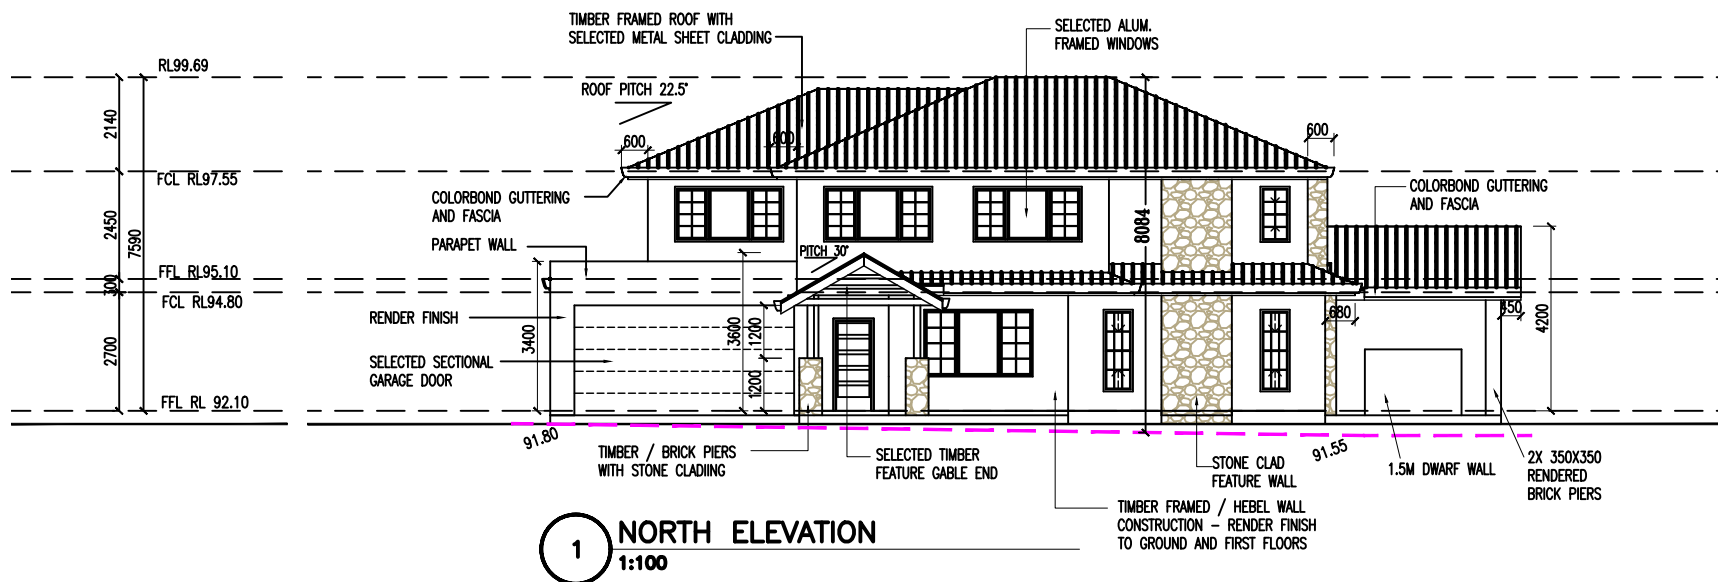 TIMBER FRAMED ROOF WITH
SELECTED METAL SHEET CLADDING
SELECTED ALUM.
FRAMED WINDOWS
RL99.69
ROOF PITCH 22.5°
2140
600
600
600
FCL RL97.55
COLORBOND GUTTERING
AND FASCIA
COLORBOND GUTTERING
AND FASCIA
2450
7590
8084
PARAPET WALL
PITCH 30°
FFL RL95.10
300
FCL RL94.80
RENDER FINISH
3400
3600
1200
680
450
4200
2700
SELECTED SECTIONAL
GARAGE DOOR
1200
FFL RL 92.10
91.80
91.55
TIMBER / BRICK PIERS
WITH STONE CLADIING
SELECTED TIMBER
FEATURE GABLE END
STONE CLAD
FEATURE WALL
1.5M DWARF WALL
2X 350X350
RENDERED
BRICK PIERS
TIMBER FRAMED / HEBEL WALL
CONSTRUCTION – RENDER FINISH
TO GROUND AND FIRST FLOORS
1
NORTH ELEVATION
1:100